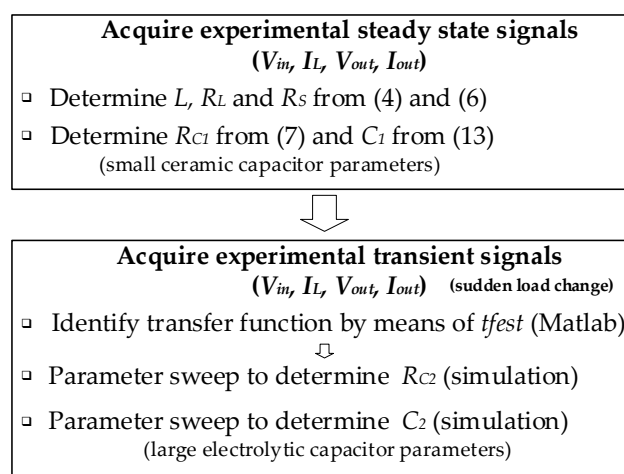 Acquire experimental steady state signals
(Vin, IL, Vout, Iout)
▫ Determine L, RL and RS from (4) and (6)
▫ Determine RC1 from (7) and C1 from (13)
(small ceramic capacitor parameters)
Acquire experimental transient signals
(Vin, IL, Vout, Iout) (sudden load change)
▫ Identify transfer function by means of tfest (Matlab)
▫ Parameter sweep to determine RC2 (simulation)
▫ Parameter sweep to determine C2 (simulation)
(large electrolytic capacitor parameters)